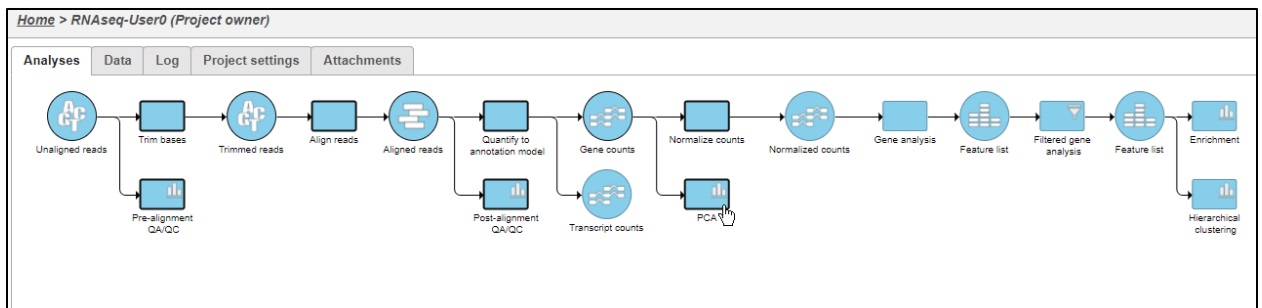 Home > RNAseq-User0 (Project owner)
Analyses Data Log Project settings Attachments
Unaligned reads
Trim bases
Trimmed reads
Align reads
Aligned reads
Quantify to
annotation model
Gene counts
Normalize counts
Normalized counts
Gene analysis
Feature list
Filtered gene
analysis
Feature list
Enrichment
Pre-alignment
QA/QC
Post-alignment
QA/QC
Transcript counts
PCA
Hierarchical
clustering